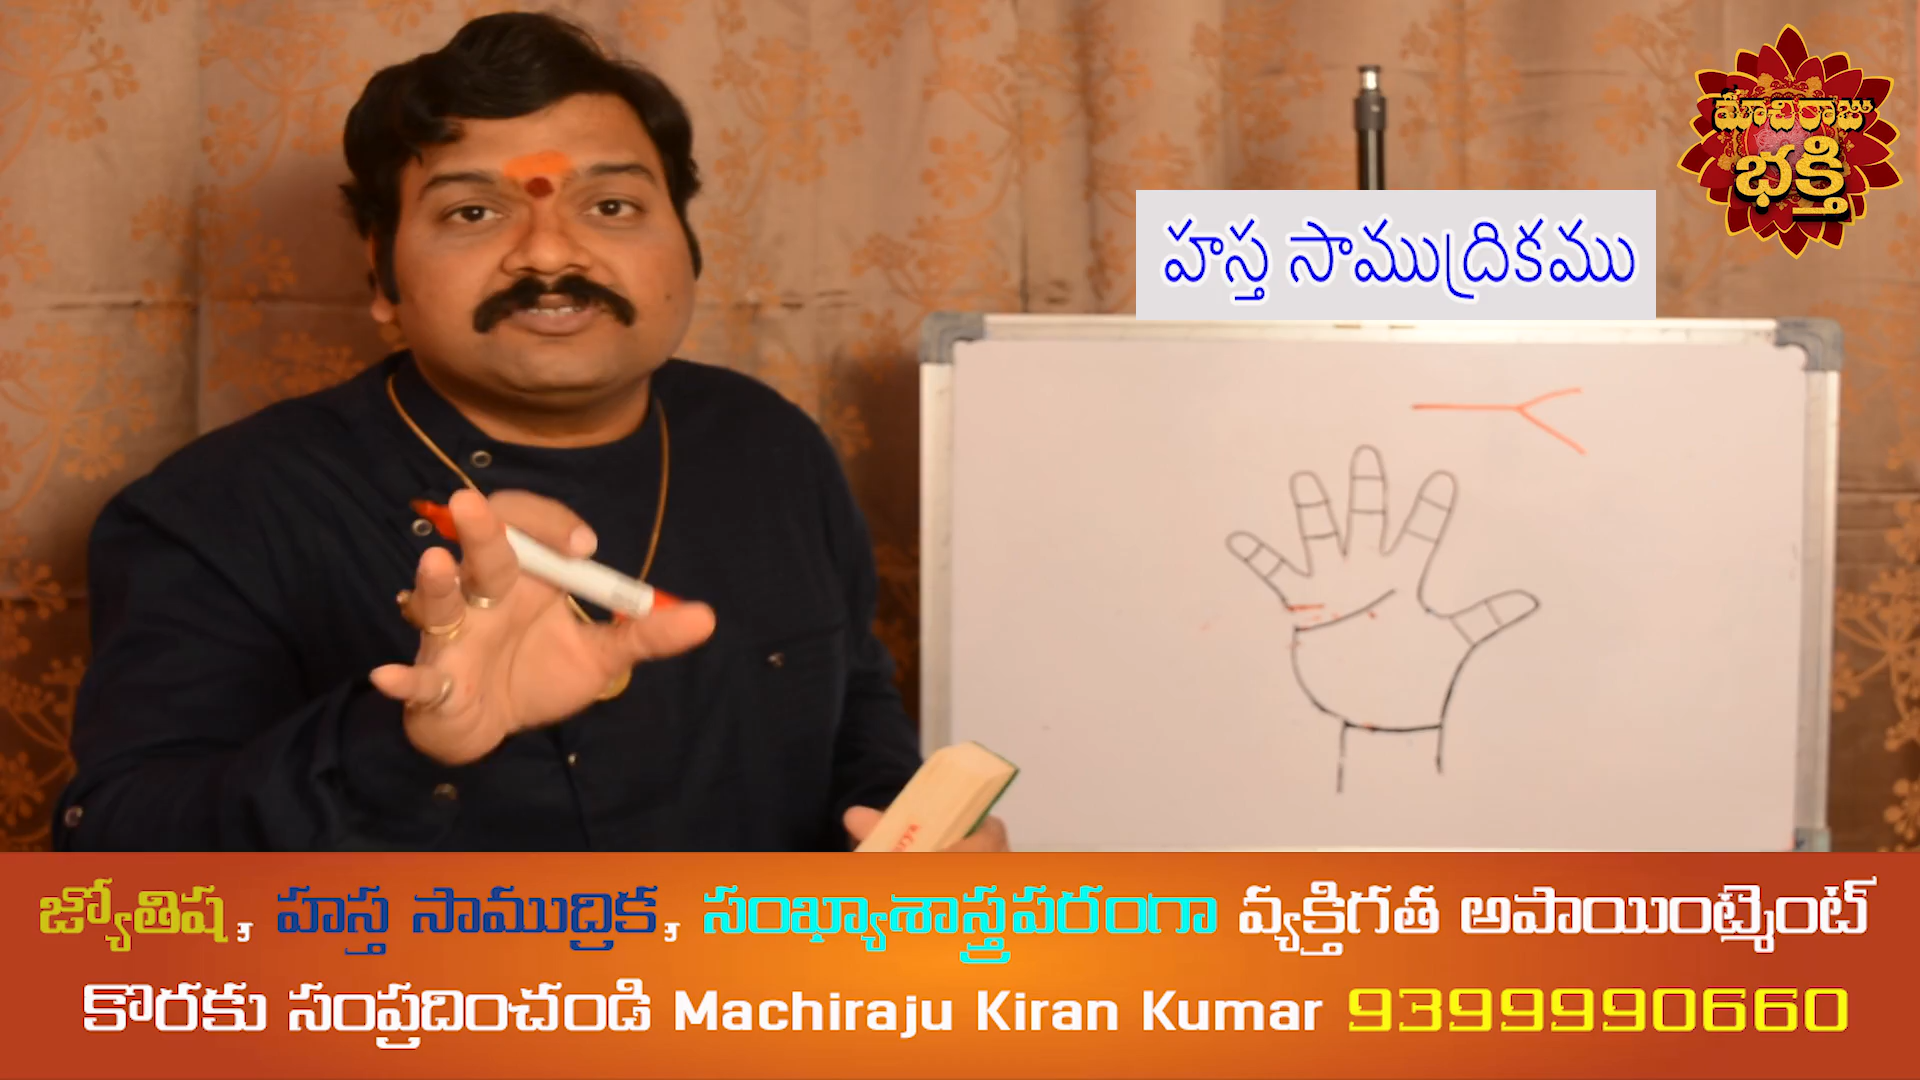 మాచిరాజు
భక్తి
హస్త సాముద్రికము
జ్యోతిష, హస్త సాముద్రిక, సంఖ్యాశాస్త్రపరంగా వ్యక్తిగత అపాయింట్మెంట్
కొరకు సంప్రదించండి Machiraju Kiran Kumar 9399990660